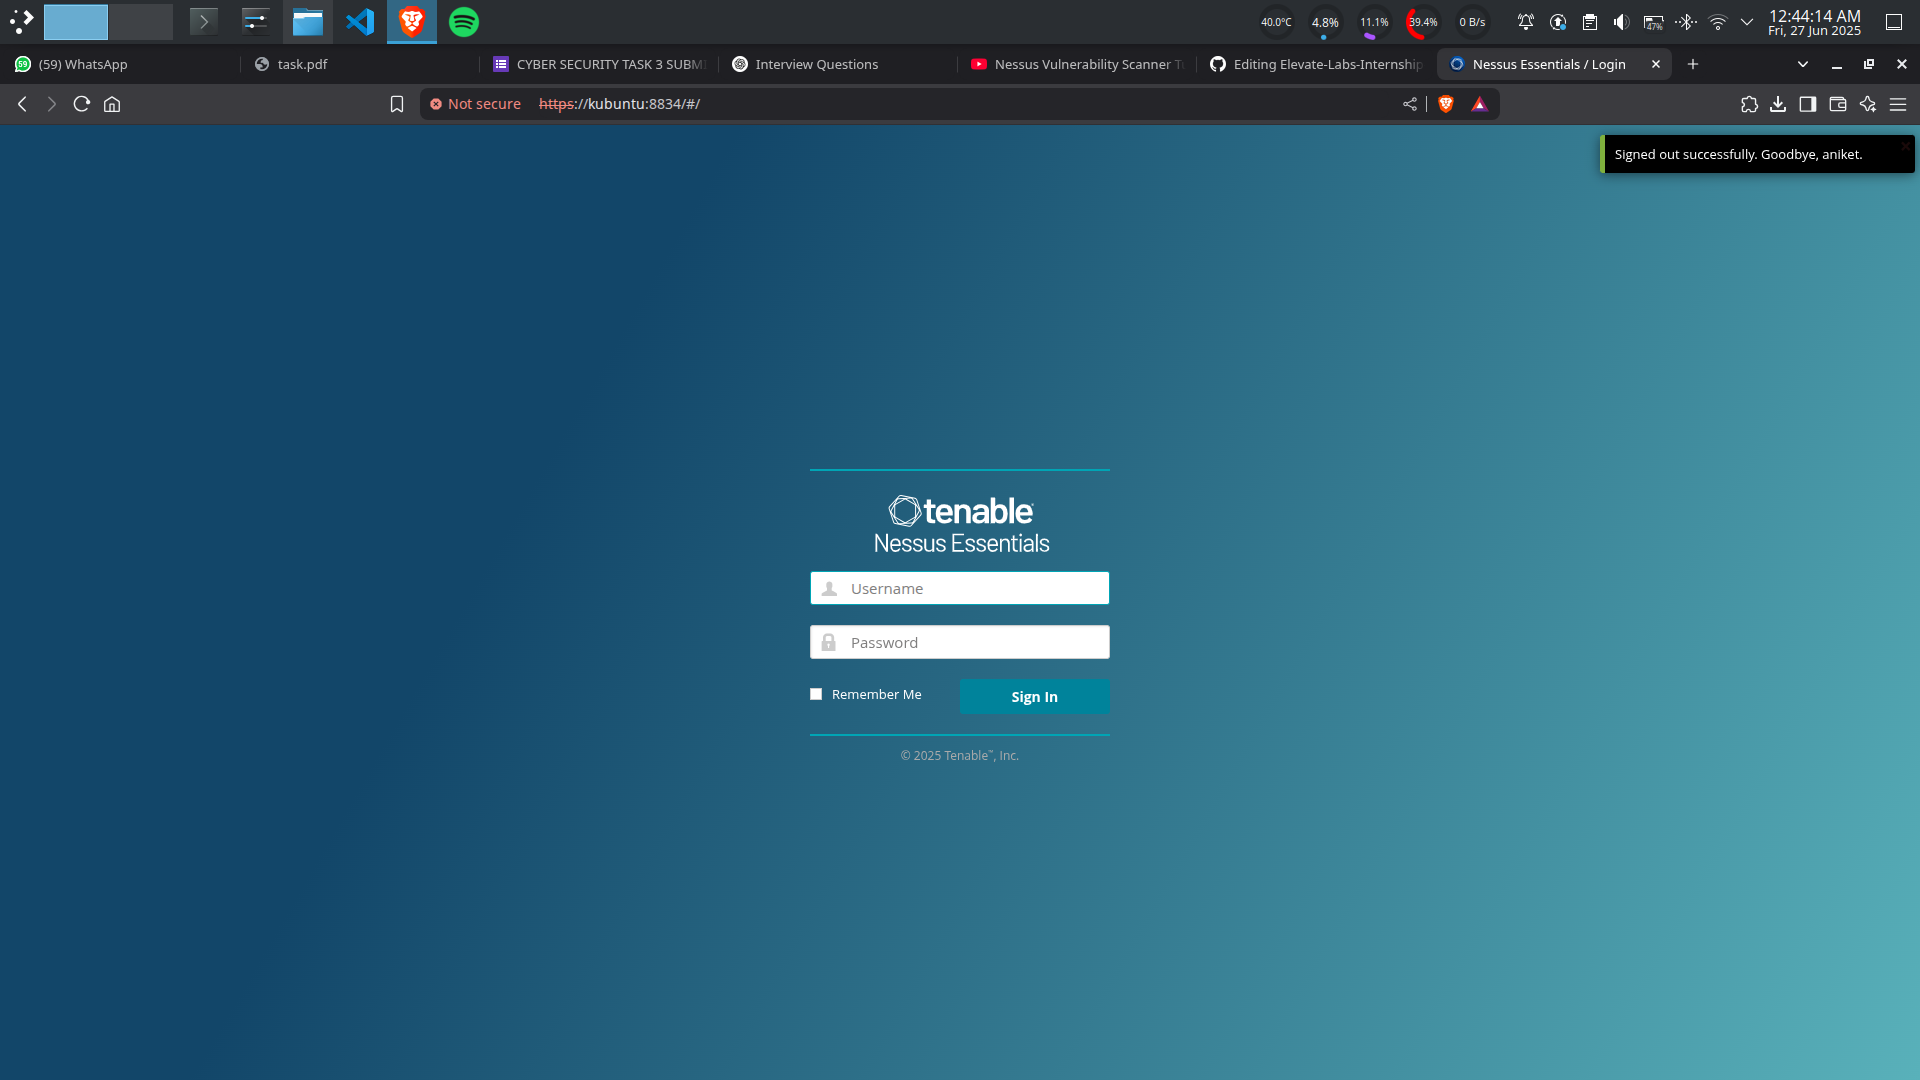 40.0°C
4.8%
11.1%
39.4%
0 B/s
47%
12:44:14 AM
Fri, 27 Jun 2025
(59) WhatsApp
task.pdf
CYBER SECURITY TASK 3 SUBMI
Interview Questions
Nessus Vulnerability Scanner Tu
Editing Elevate-Labs-Internship
Nessus Essentials / Login
Not secure
https://kubuntu:8834/#/
Signed out successfully. Goodbye, aniket.
tenable
Nessus Essentials
Username
Password
Remember Me
Sign In
© 2025 Tenable™, Inc.